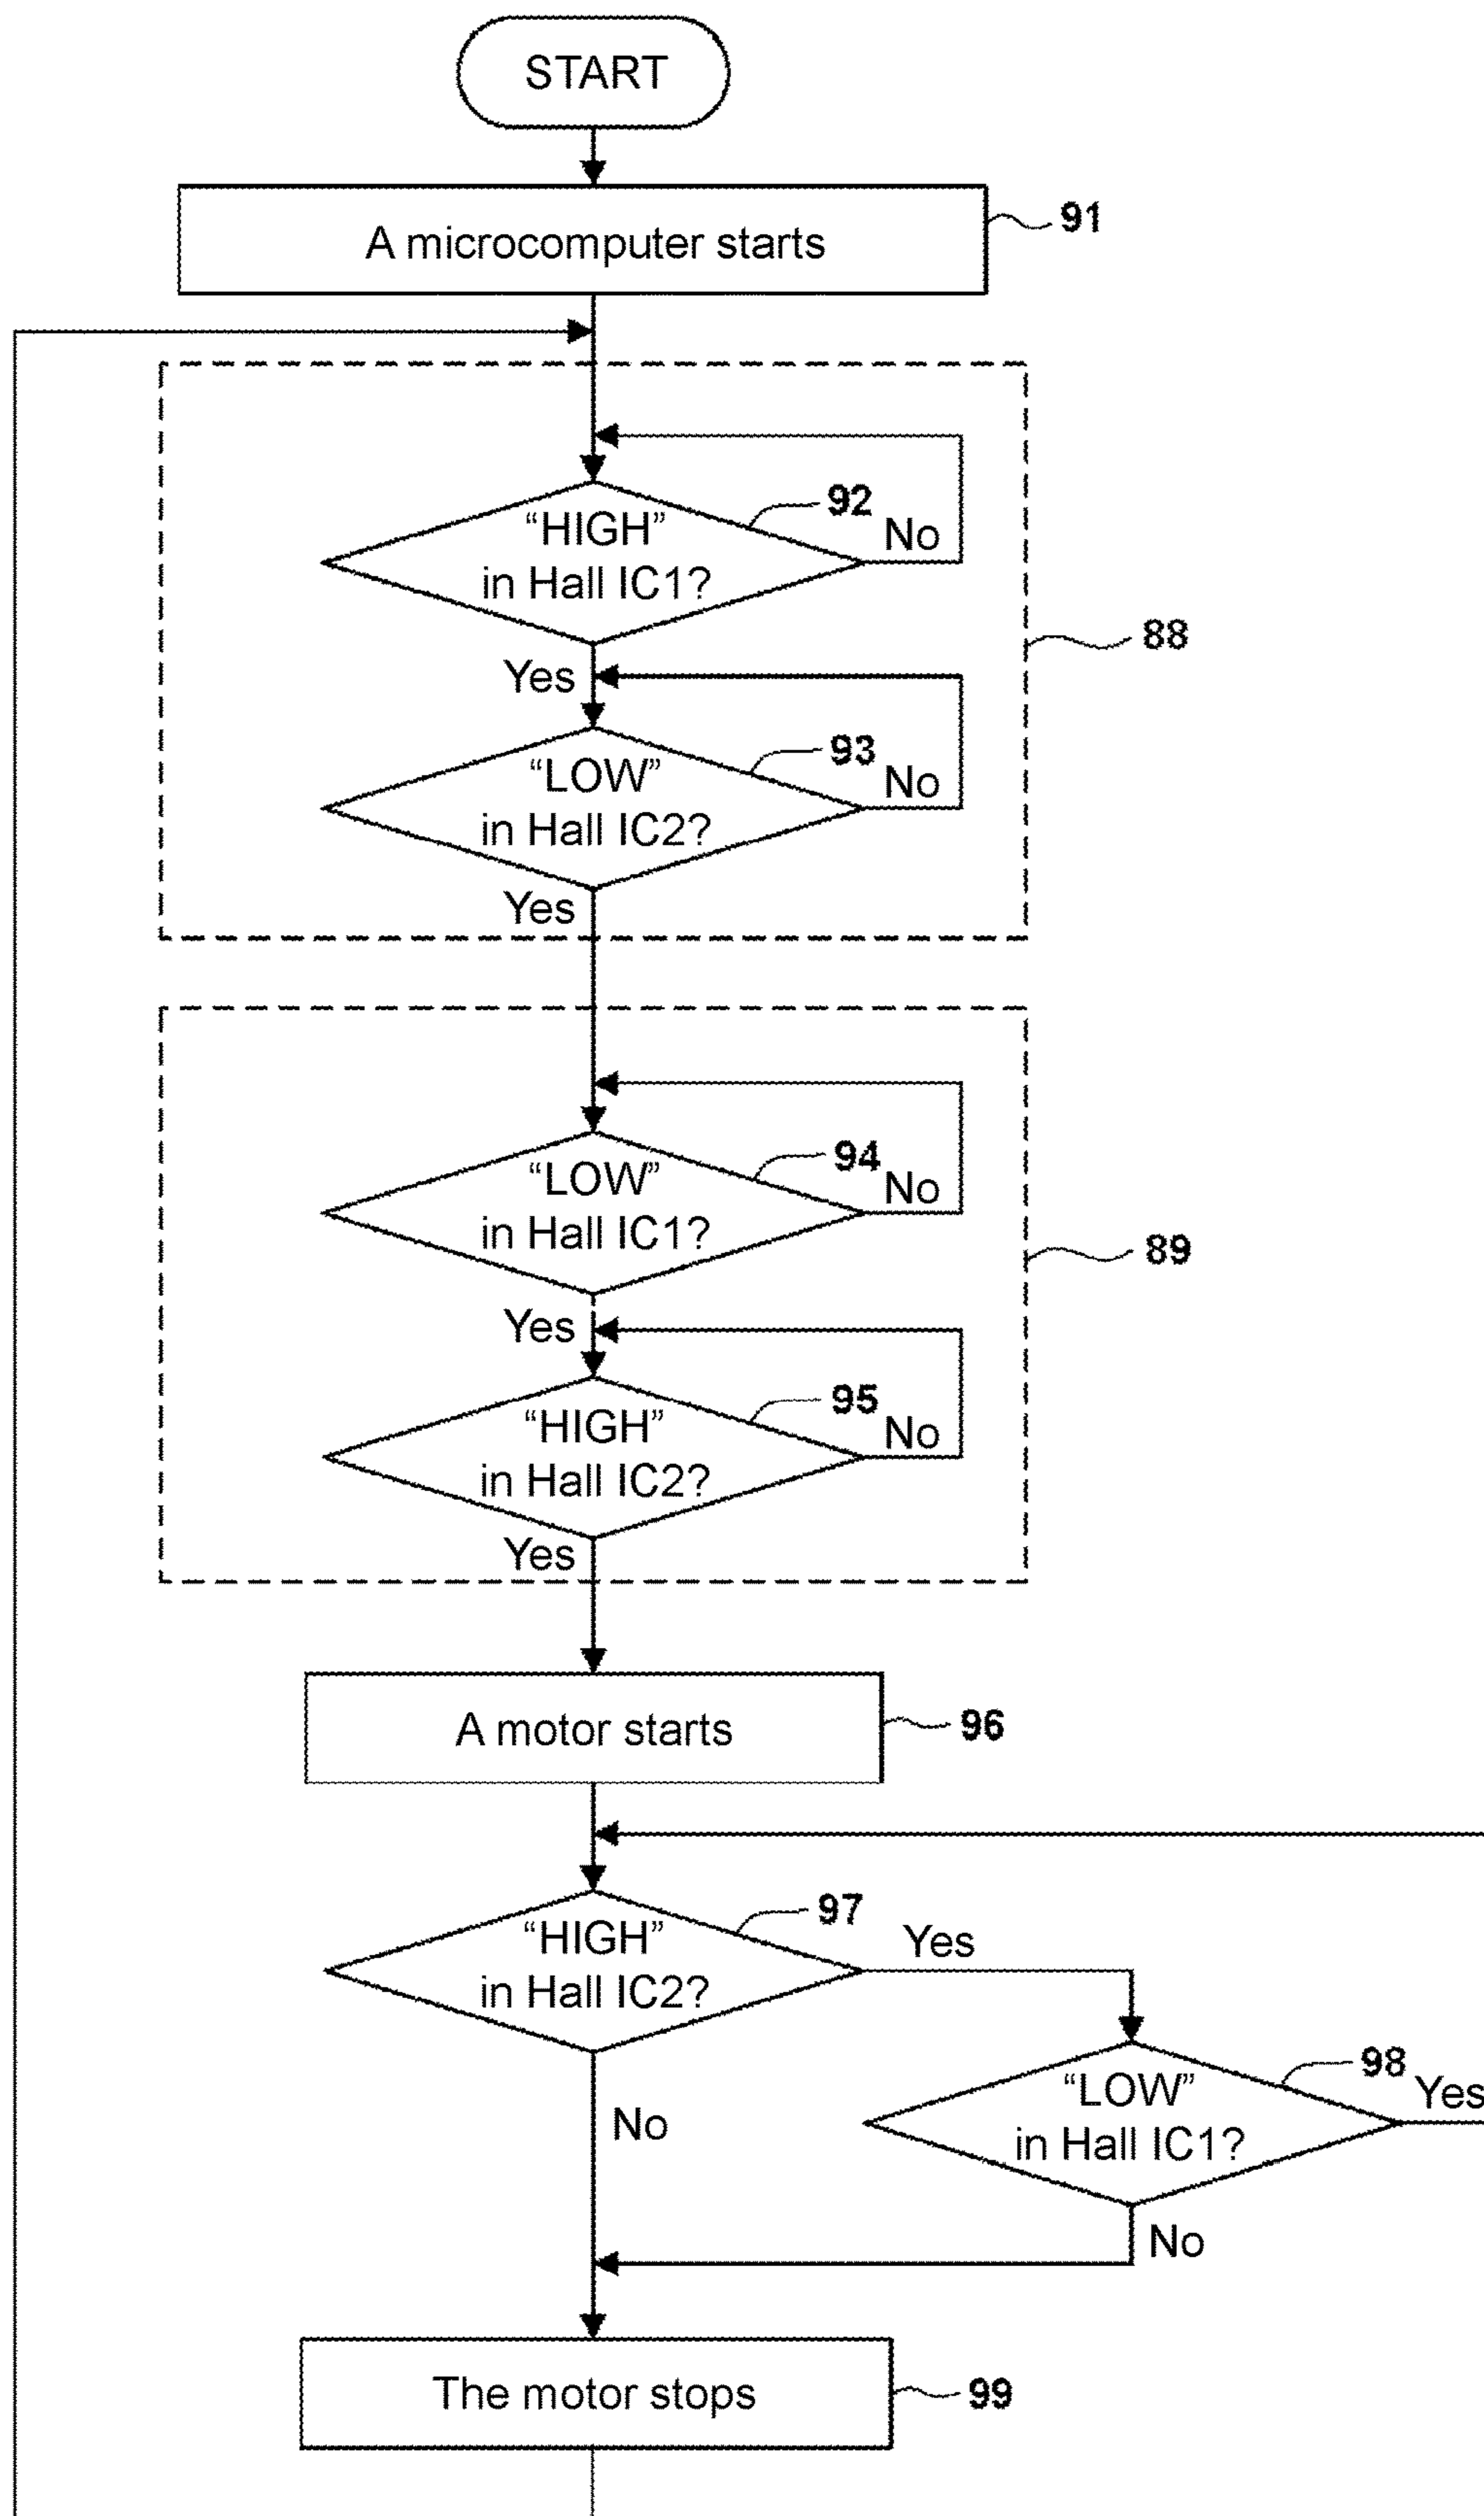 START
A microcomputer starts
91
“HIGH”
in Hall IC1?
92
No
88
Yes
“LOW”
in Hall IC2?
93
No
Yes
“LOW”
in Hall IC1?
94
No
89
Yes
“HIGH”
in Hall IC2?
95
No
Yes
A motor starts
96
“HIGH”
in Hall IC2?
97
Yes
“LOW”
in Hall IC1?
98
Yes
No
No
The motor stops
99